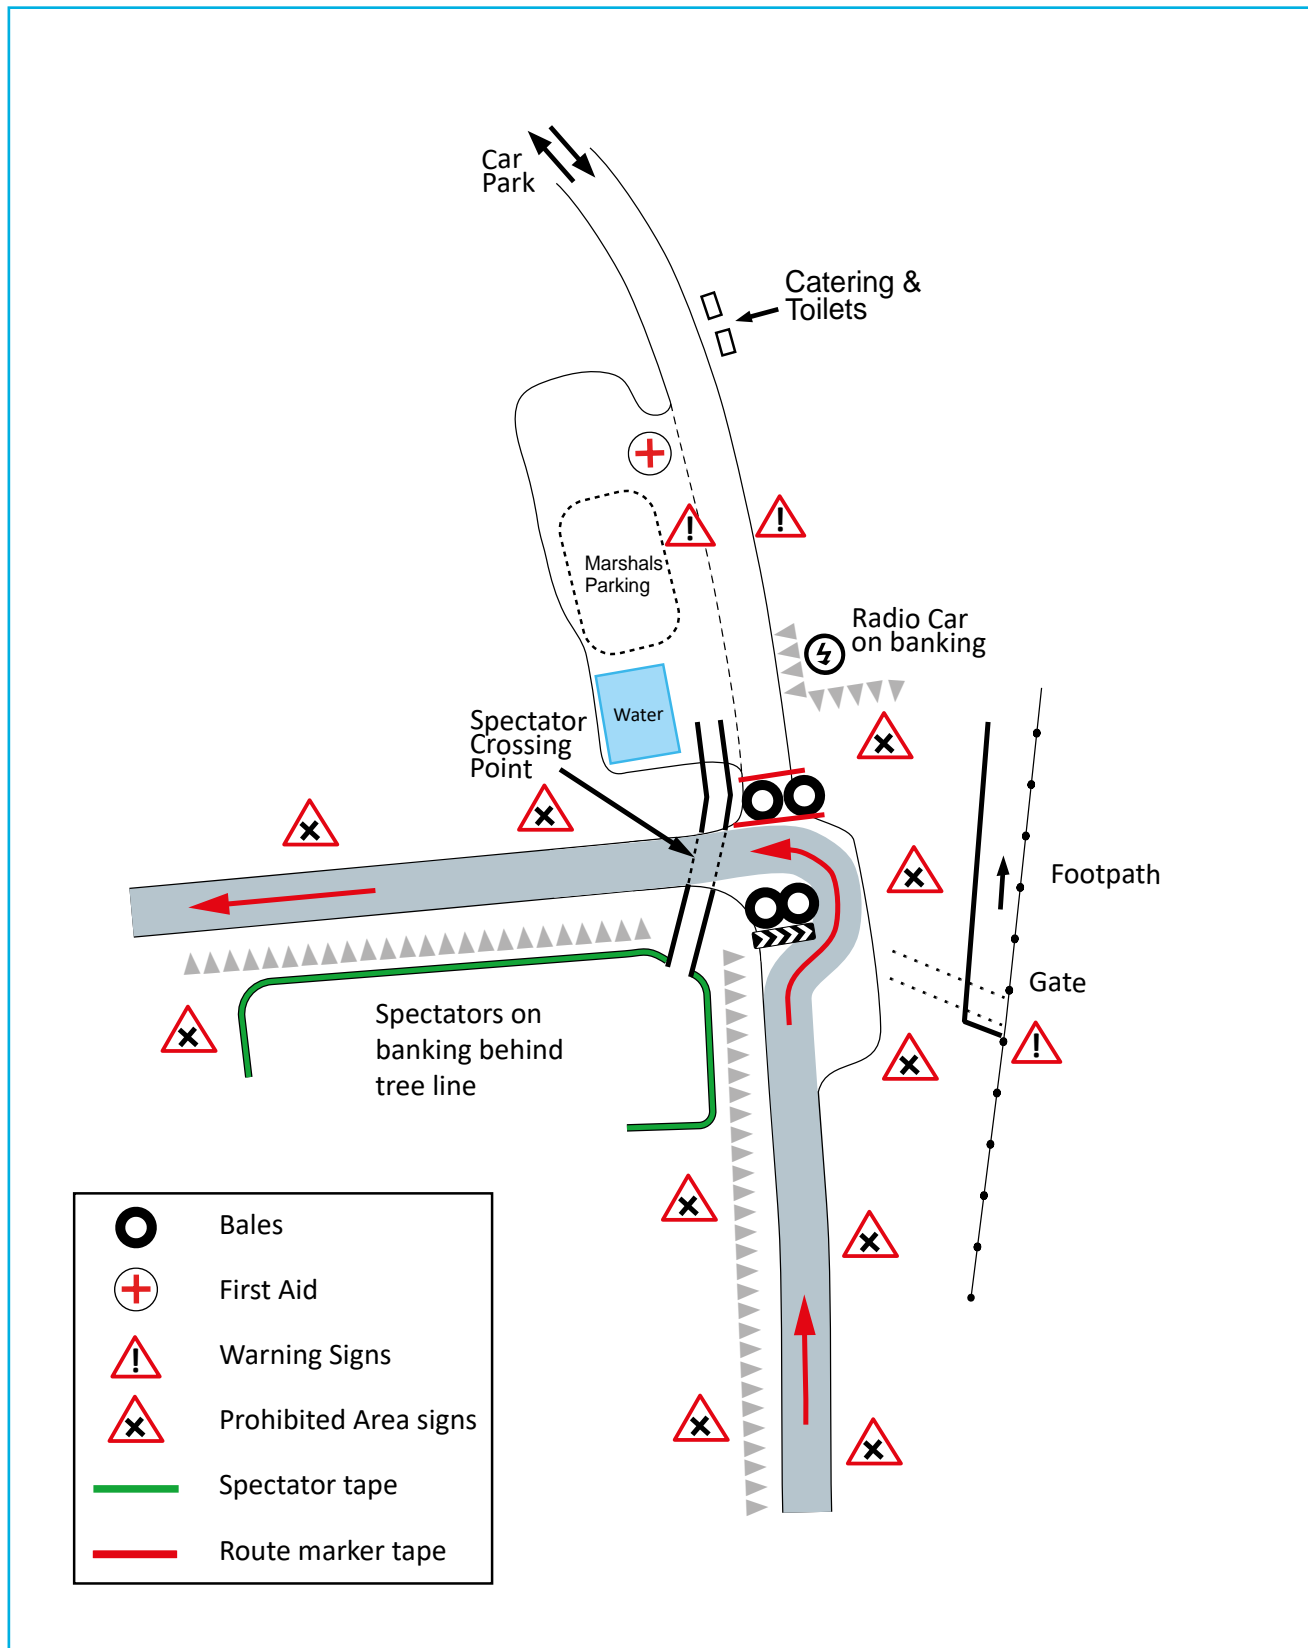 Car
Park
Catering &
Toilets
Marshals
Parking
Radio Car
on banking
Water
Spectator
Crossing
Point
Footpath
Gate
Spectators on
banking behind
tree line
Bales
First Aid
Warning Signs
Prohibited Area signs
Spectator tape
Route marker tape